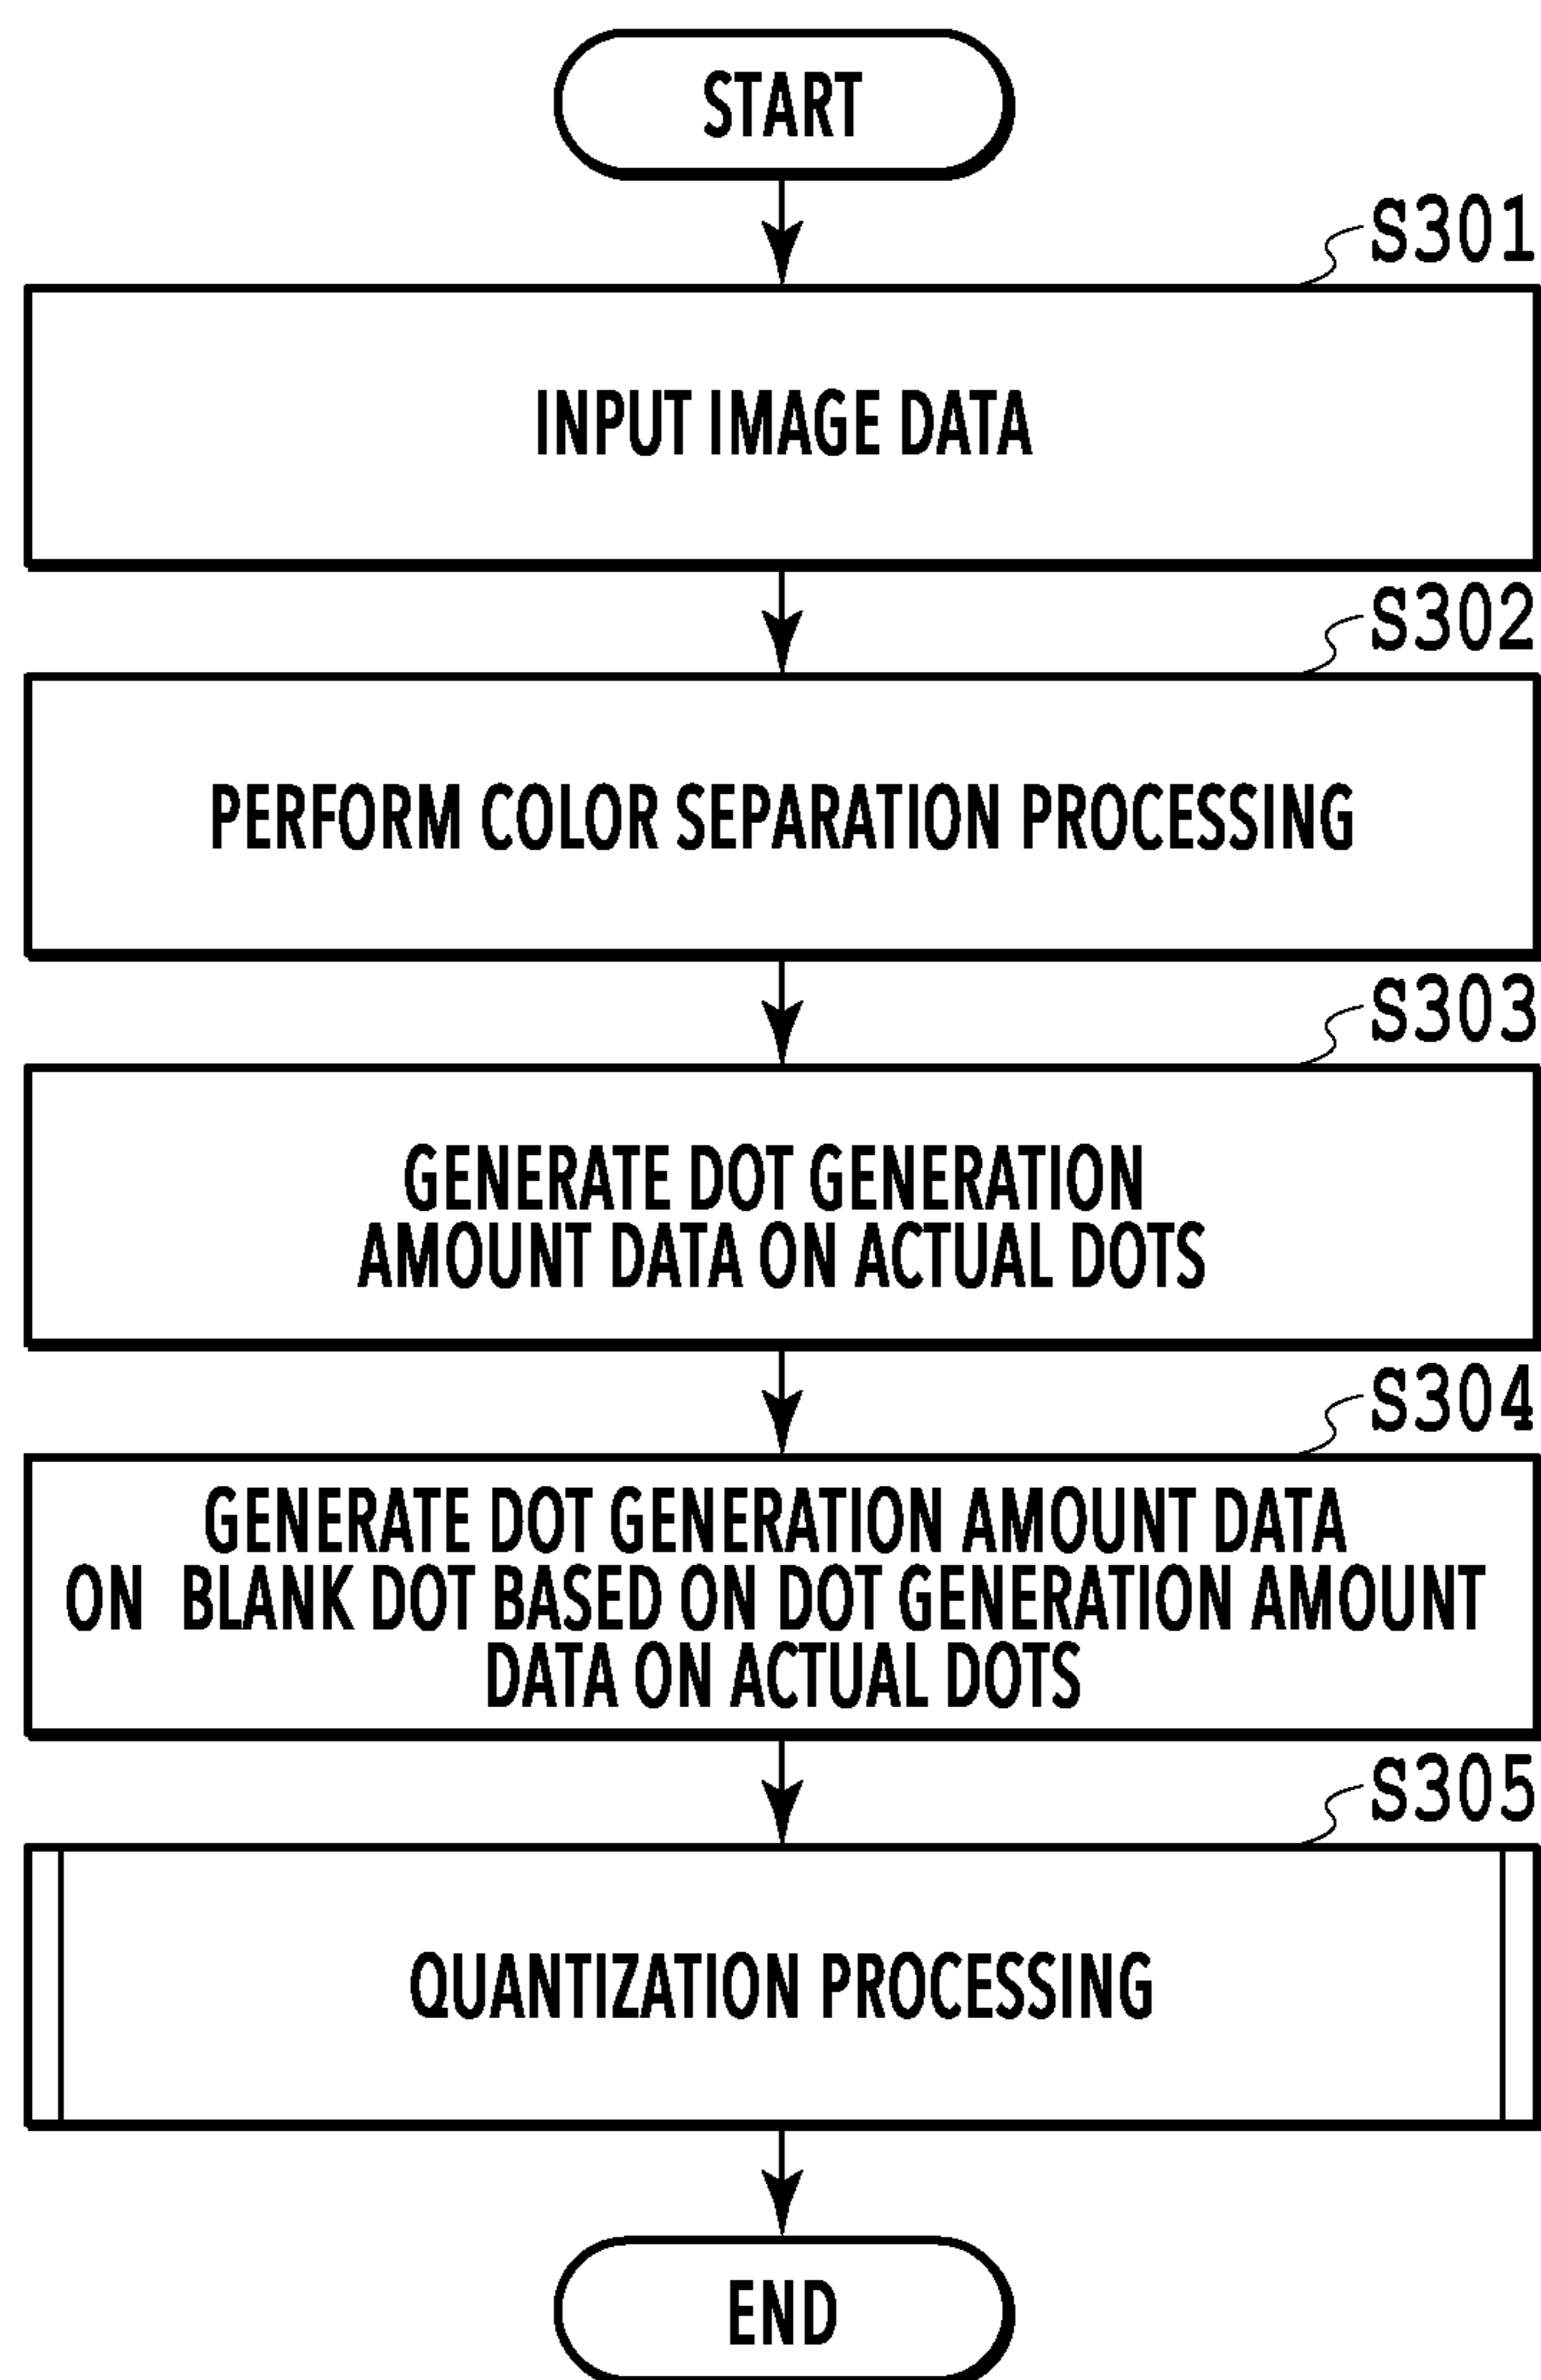 START
S301
INPUT IMAGE DATA
S302
PERFORM COLOR SEPARATION PROCESSING
S303
GENERATE DOT GENERATION
AMOUNT DATA ON ACTUAL DOTS
S304
GENERATE DOT GENERATION AMOUNT DATA
ON BLANK DOT BASED ON DOT GENERATION AMOUNT
DATA ON ACTUAL DOTS
S305
QUANTIZATION PROCESSING
END